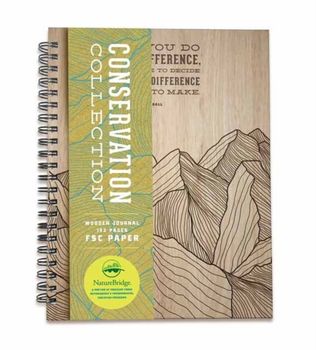 CONSERVATION
COLLECTION
WOODEN JOURNAL
192 PAGES
FSC PAPER
NatureBridge
YOU DO
FFERENCE,
TO DECIDE
DIFFERENCE
TO MAKE.